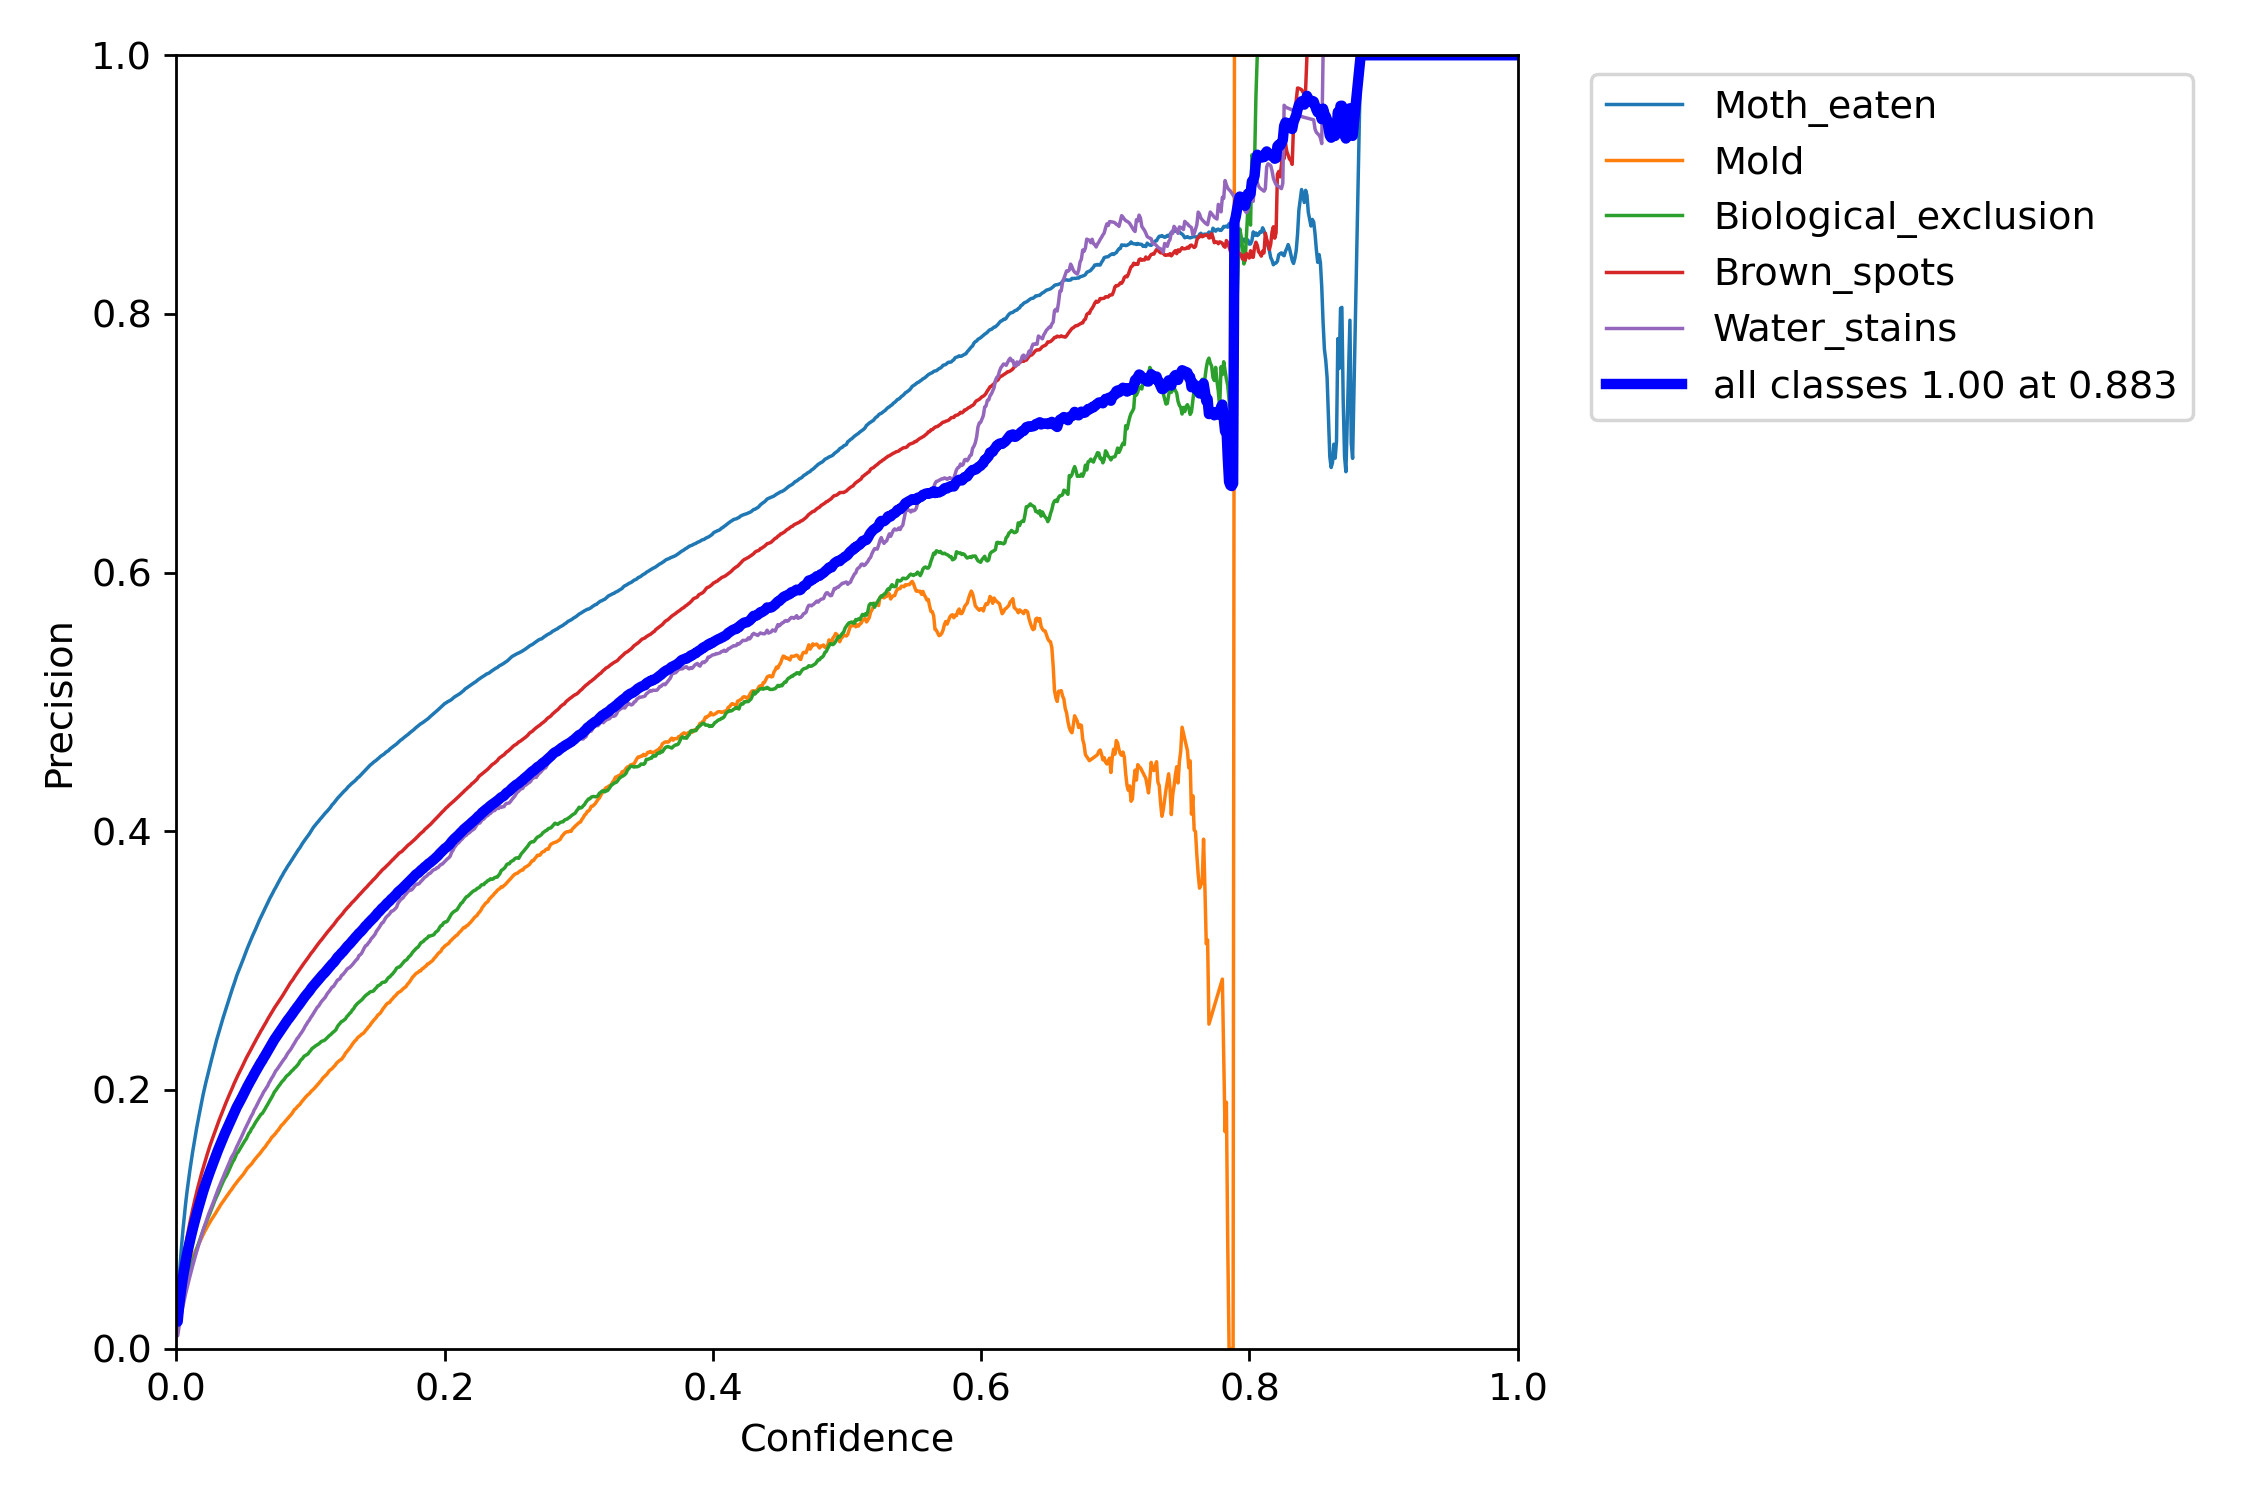 1.0
0.8
0.6
0.4
0.2
0.0
Precision
0.0 0.2 0.4 0.6 0.8 1.0
Confidence
Moth_eaten
Mold
Biological_exclusion
Brown_spots
Water_stains
all classes 1.00 at 0.883